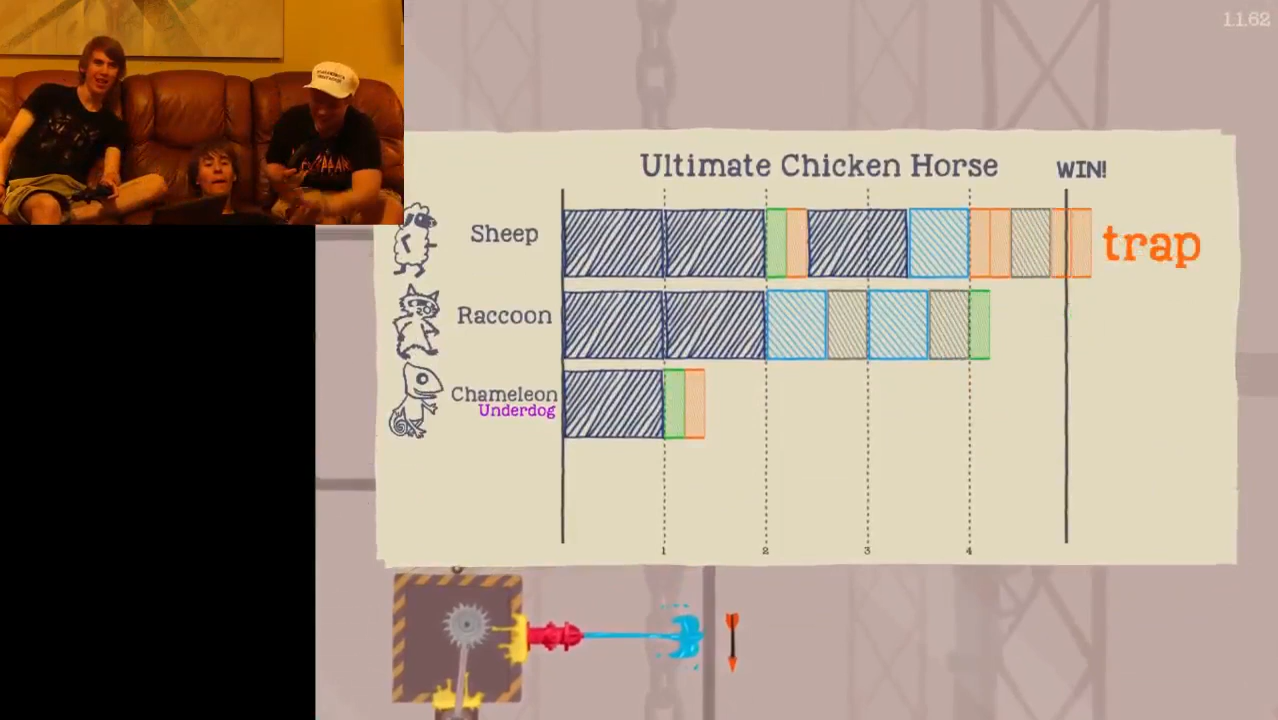 11.62
Ultimate Chicken Horse
WIN!
Sheep
trap
Raccoon
Chameleon
Underdog
1
2
3
4